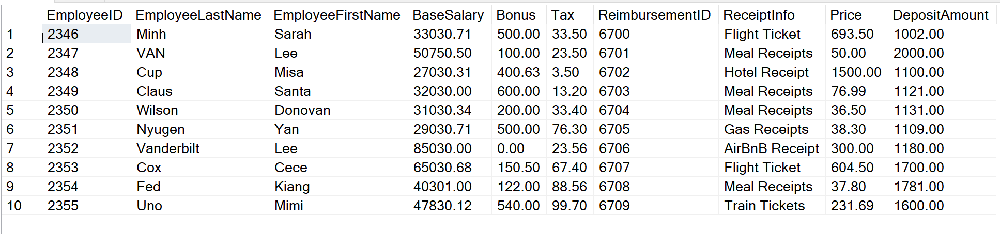 EmployeeID EmployeeLastName EmployeeFirstName BaseSalary Bonus Tax ReimbursementID ReceiptInfo Price DepositAmount
1 2346 Minh Sarah 33030.71 500.00 33.50 6700 Flight Ticket 693.50 1002.00
2 2347 VAN Lee 50750.50 100.00 23.50 6701 Meal Receipts 50.00 2000.00
3 2348 Cup Misa 27030.31 400.63 3.50 6702 Hotel Receipt 1500.00 1100.00
4 2349 Claus Santa 32030.00 600.00 13.20 6703 Meal Receipts 76.99 1121.00
5 2350 Wilson Donovan 31030.34 200.00 33.40 6704 Meal Receipts 36.50 1131.00
6 2351 Nyugen Yan 29030.71 500.00 76.30 6705 Gas Receipts 38.30 1109.00
7 2352 Vanderbilt Lee 85030.00 0.00 23.56 6706 AirBnB Receipt 300.00 1180.00
8 2353 Cox Cece 65030.68 150.50 67.40 6707 Flight Ticket 604.50 1700.00
9 2354 Fed Kiang 40301.00 122.00 88.56 6708 Meal Receipts 37.80 1781.00
10 2355 Uno Mimi 47830.12 540.00 99.70 6709 Train Tickets 231.69 1600.00